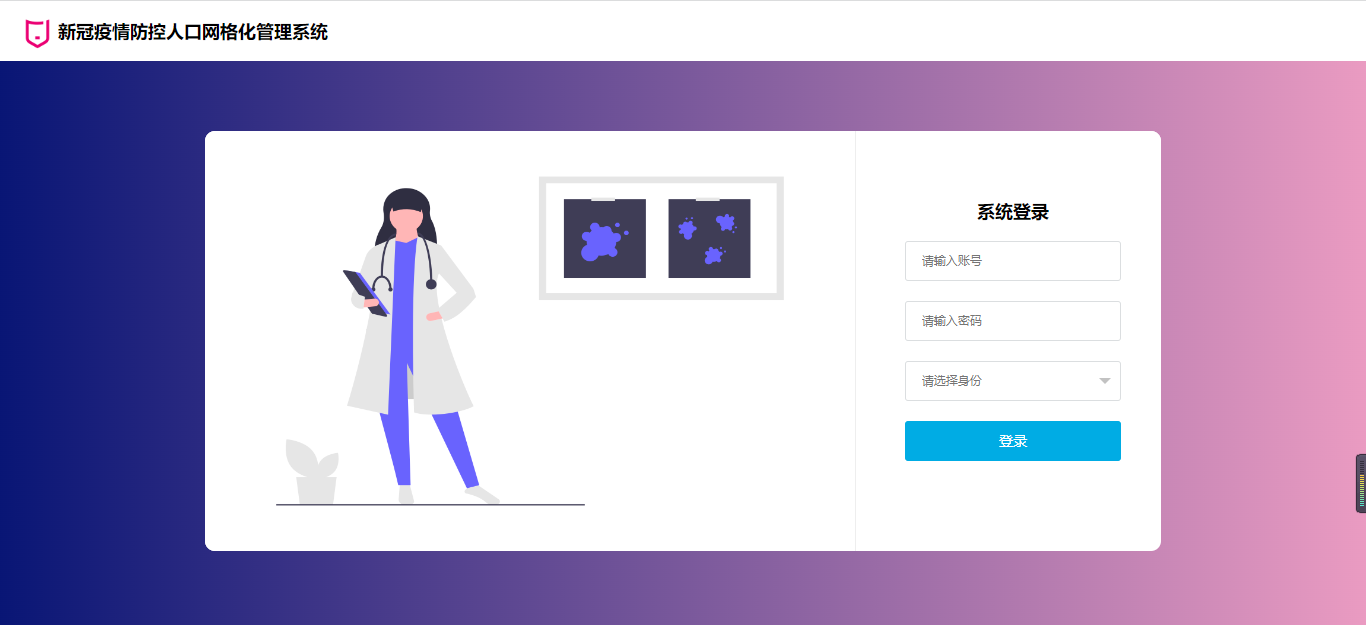 新冠疫情防控人口网格化管理系统
系统登录
请输入账号
请输入密码
请选择身份
登录